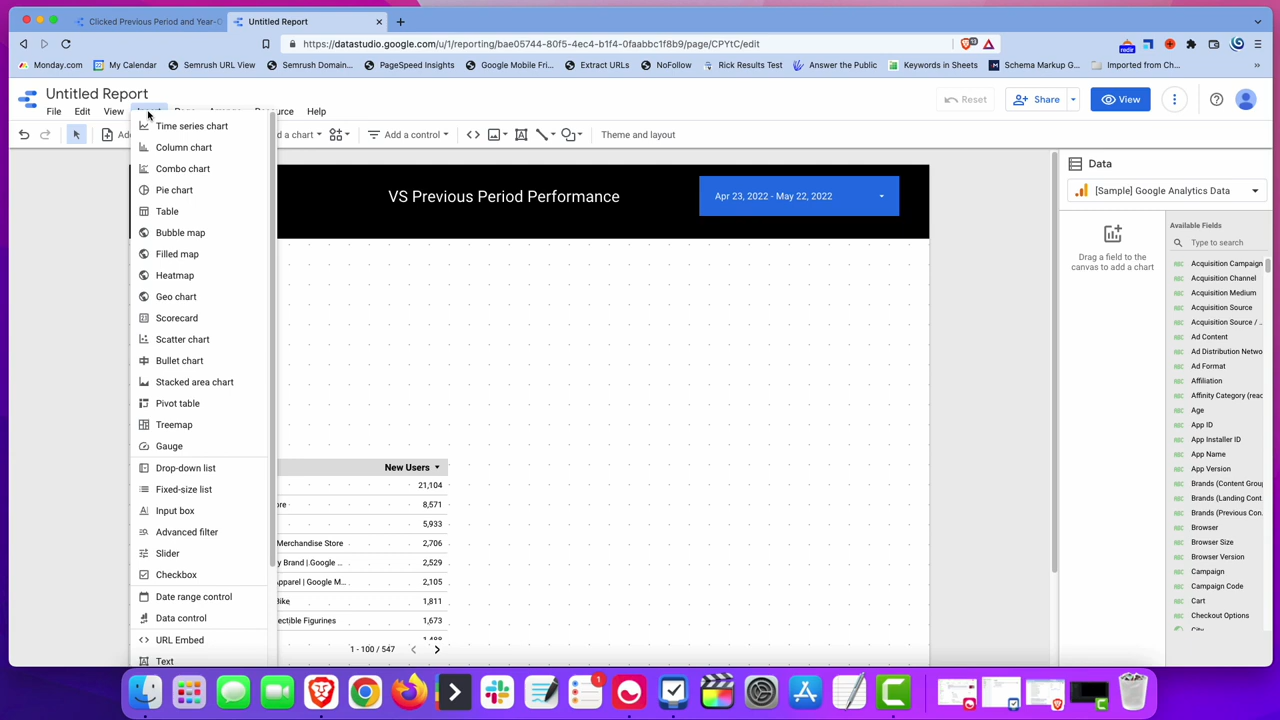 Clicked Previous Period and Year-O
Untitled Report
https://datastudio.google.com/u/1/reporting/bae05744-80f5-4ec4-b1f4-0faabbc1f8b9/page/CPYtC/edit
Monday.com
My Calendar
Semrush URL View
Semrush Domain...
PageSpeed Insights
Google Mobile Fri...
Extract URLs
NoFollow
Rick Results Test
Answer the Public
Keywords in Sheets
Schema Markup G...
Imported from Ch...
Untitled Report
File Edit View Insert Resource Help
Reset
Share
View
Add a control
Theme and layout
Time series chart
Column chart
Combo chart
Pie chart
Table
Bubble map
Filled map
Heatmap
Geo chart
Scorecard
Scatter chart
Bullet chart
Stacked area chart
Pivot table
Treemap
Gauge
Drop-down list
Fixed-size list
Input box
Advanced filter
Slider
Checkbox
Date range control
Data control
URL Embed
Text
VS Previous Period Performance
Apr 23, 2022 - May 22, 2022
New Users
21,104
ore 8,571
5,933
Merchandise Store 2,706
y Brand | Google ... 2,529
Apparel | Google M... 2,105
Bike 1,811
ectible Figurines 1,673
1 - 100 / 547
Data
[Sample] Google Analytics Data
Drag a field to the
canvas to add a chart
Available Fields
Type to search
Acquisition Campaign
Acquisition Channel
Acquisition Medium
Acquisition Source
Acquisition Source / ...
Ad Content
Ad Distribution Netwo
Ad Format
Affiliation
Affinity Category (reac
Age
App ID
App Installer ID
App Name
App Version
Brands (Content Group
Brands (Landing Cont
Brands (Previous Con.
Browser
Browser Size
Browser Version
Campaign
Campaign Code
Cart
Checkout Options
City